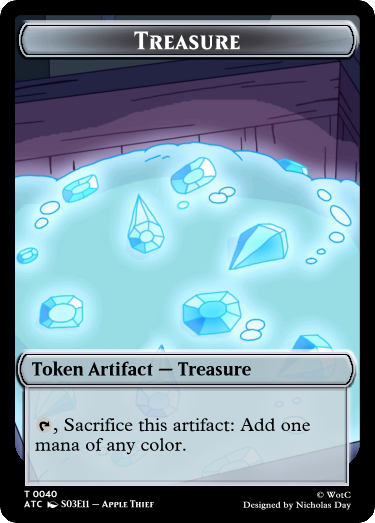 TREASURE
Token Artifact — Treasure
, Sacrifice this artifact: Add one
mana of any color.
T 0040
ATC S03E11 – APPLE THIEF
© WotC
Designed by Nicholas Day